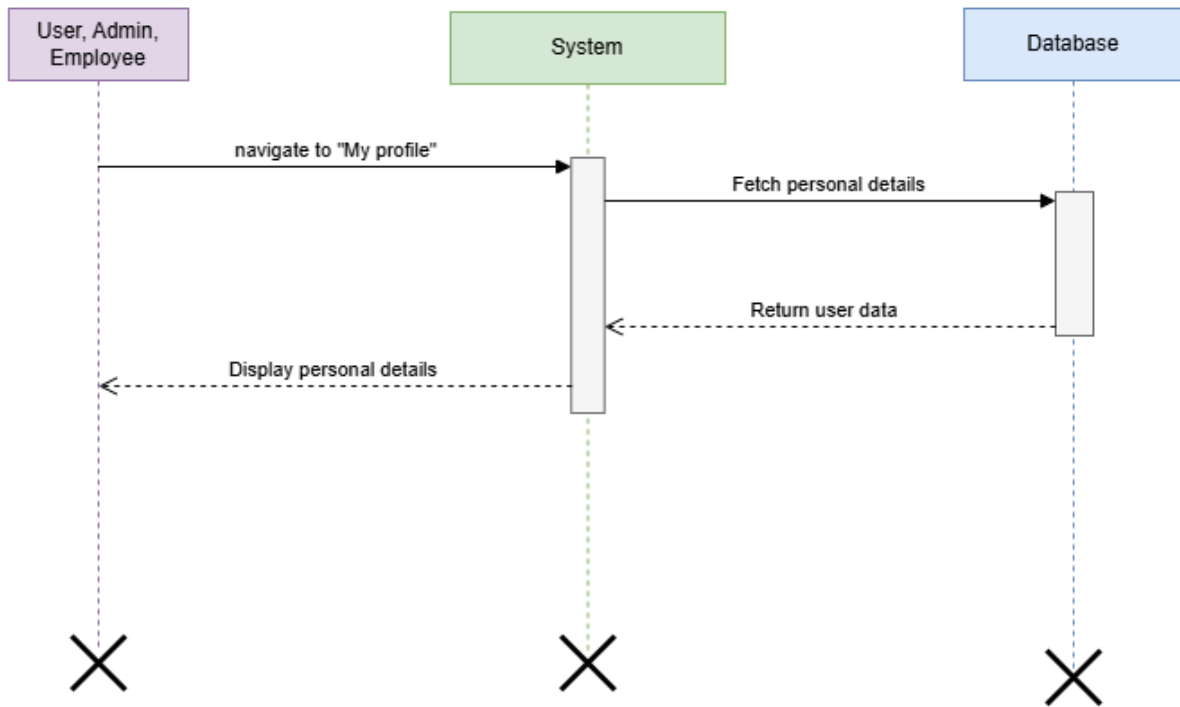 User, Admin,
Employee
System
Database
navigate to "My profile"
Fetch personal details
Return user data
Display personal details